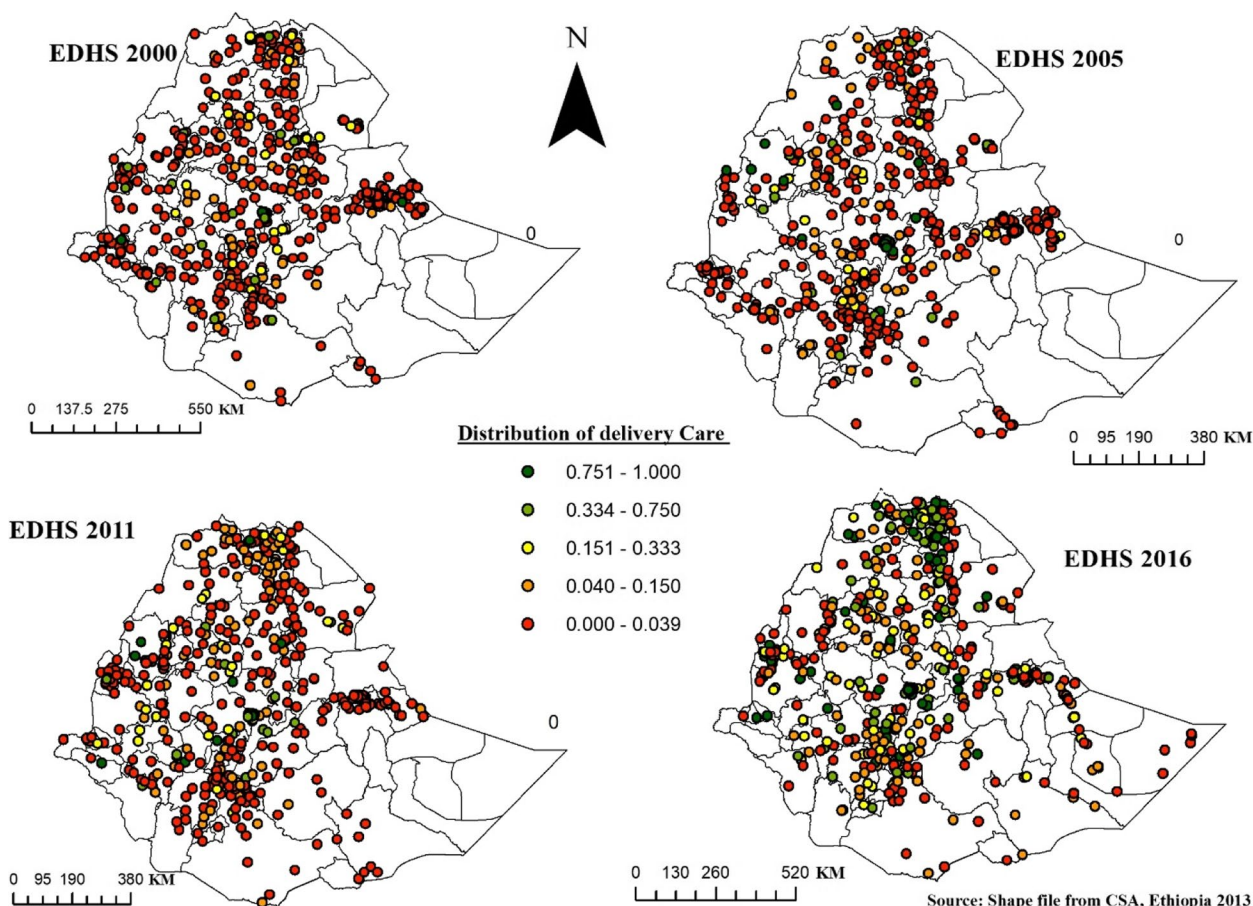 EDHS 2000
N
EDHS 2005
0
0
0 137.5 275 550 KM
0 95 190 380 KM
Distribution of delivery Care
0.751 - 1.000
0.334 - 0.750
0.151 - 0.333
0.040 - 0.150
0.000 - 0.039
EDHS 2011
EDHS 2016
0
0 95 190 380 KM
0 130 260 520 KM
Source: Shape file from CSA, Ethiopia 2013